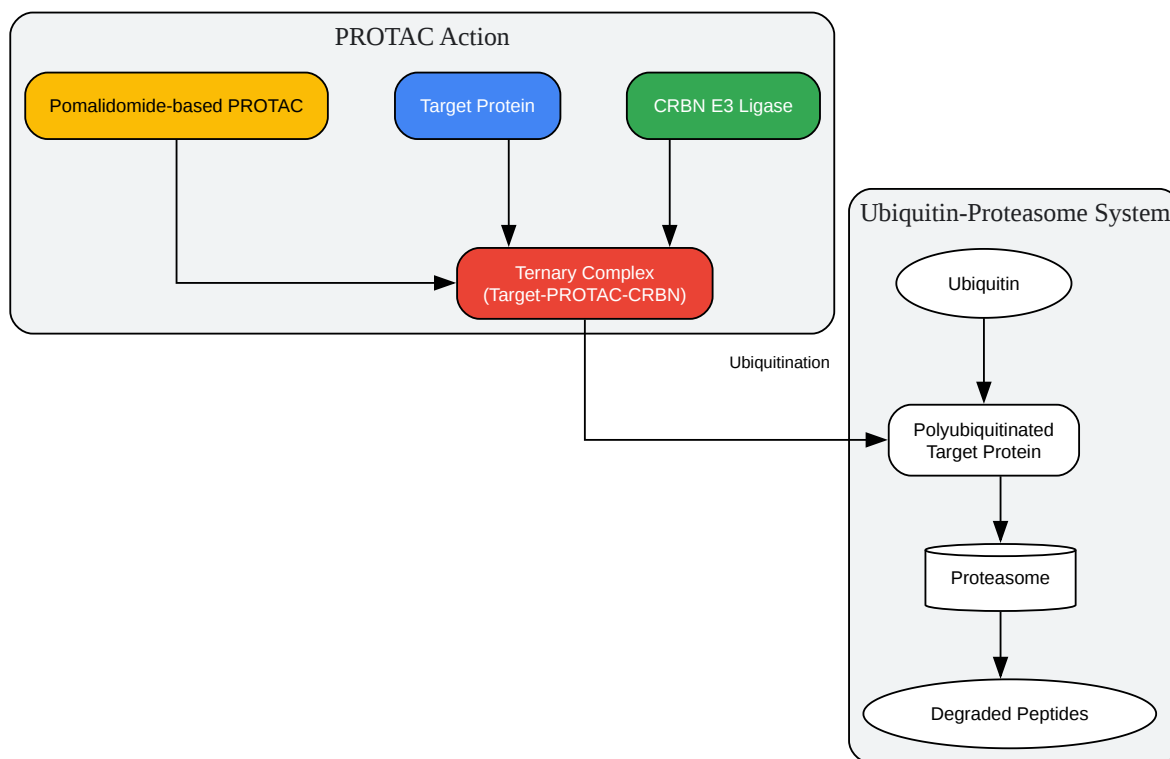 PROTAC Action
Pomalidomide-based PROTAC
Target Protein
CRBN E3 Ligase
Ternary Complex
(Target-PROTAC-CRBN)
Ubiquitination
Ubiquitin-Proteasome System
Ubiquitin
Polyubiquitinated
Target Protein
Proteasome
Degraded Peptides